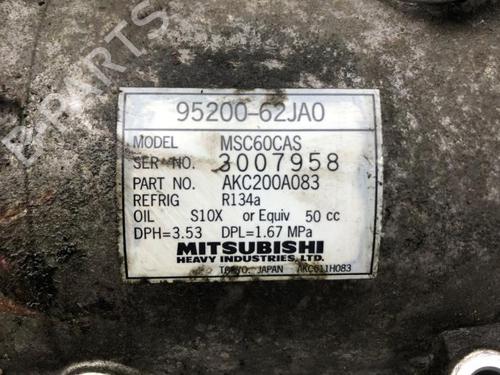 95200-62JA0
MODEL MSC60CAS
SER NO. 3007958
PART NO. AKC200A083
REFRIG R134a
OIL S10X or Equiv 50 cc
DPH=3.53 DPL=1.67 MPa
MITSUBISHI
HEAVY INDUSTRIES, LTD.
TOKYO, JAPAN AKC011H083